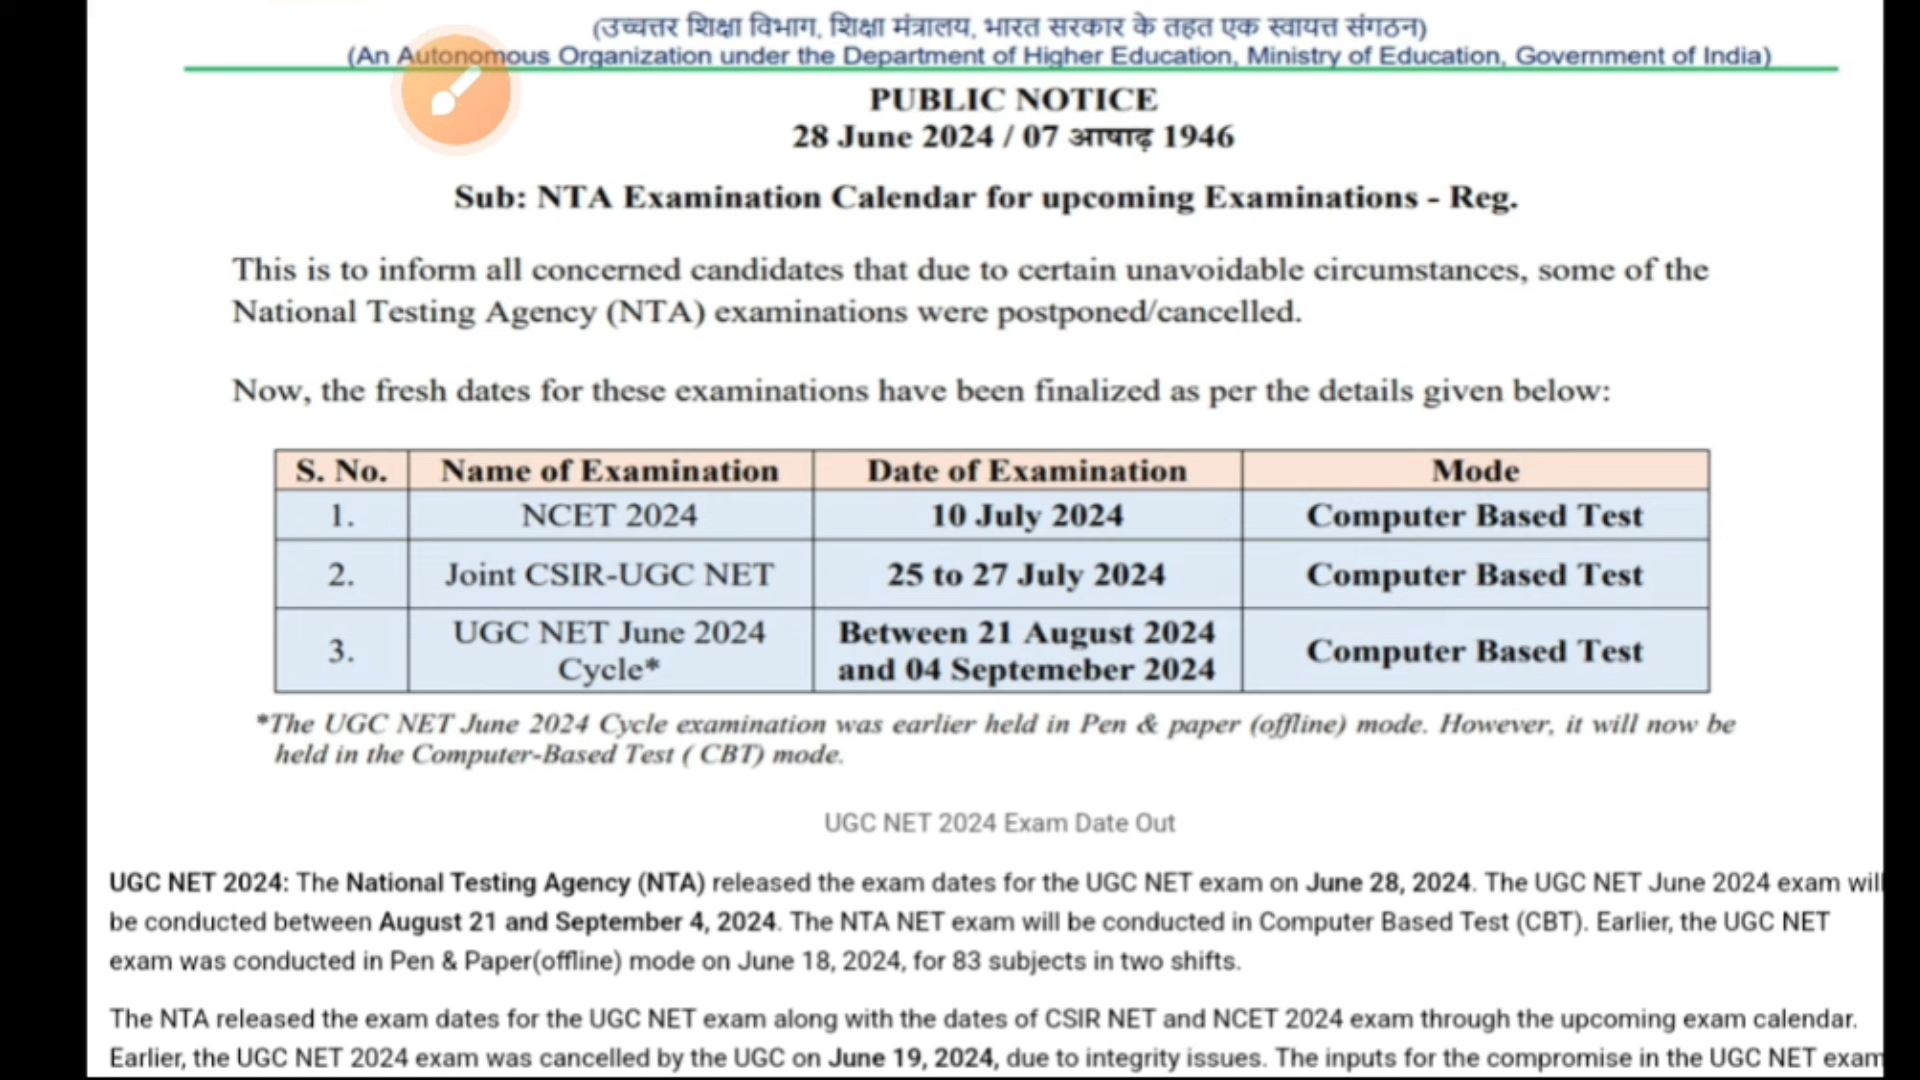 (उच्चत्तर शिक्षा विभाग, शिक्षा मंत्रालय, भारत सरकार के तहत एक स्वायत्त संगठन)
(An Autonomous Organization under the Department of Higher Education, Ministry of Education, Government of India)
PUBLIC NOTICE
28 June 2024 / 07 आषाढ़ 1946
Sub: NTA Examination Calendar for upcoming Examinations - Reg.
This is to inform all concerned candidates that due to certain unavoidable circumstances, some of the
National Testing Agency (NTA) examinations were postponed/cancelled.
Now, the fresh dates for these examinations have been finalized as per the details given below:
S. No. Name of Examination Date of Examination Mode
1. NCET 2024 10 July 2024 Computer Based Test
2. Joint CSIR-UGC NET 25 to 27 July 2024 Computer Based Test
3. UGC NET June 2024 Cycle* Between 21 August 2024 and 04 Septemeber 2024 Computer Based Test
*The UGC NET June 2024 Cycle examination was earlier held in Pen & paper (offline) mode. However, it will now be
held in the Computer-Based Test ( CBT) mode.
UGC NET 2024 Exam Date Out
UGC NET 2024: The National Testing Agency (NTA) released the exam dates for the UGC NET exam on June 28, 2024. The UGC NET June 2024 exam will
be conducted between August 21 and September 4, 2024. The NTA NET exam will be conducted in Computer Based Test (CBT). Earlier, the UGC NET
exam was conducted in Pen & Paper(offline) mode on June 18, 2024, for 83 subjects in two shifts.
The NTA released the exam dates for the UGC NET exam along with the dates of CSIR NET and NCET 2024 exam through the upcoming exam calendar.
Earlier, the UGC NET 2024 exam was cancelled by the UGC on June 19, 2024, due to integrity issues. The inputs for the compromise in the UGC NET exam